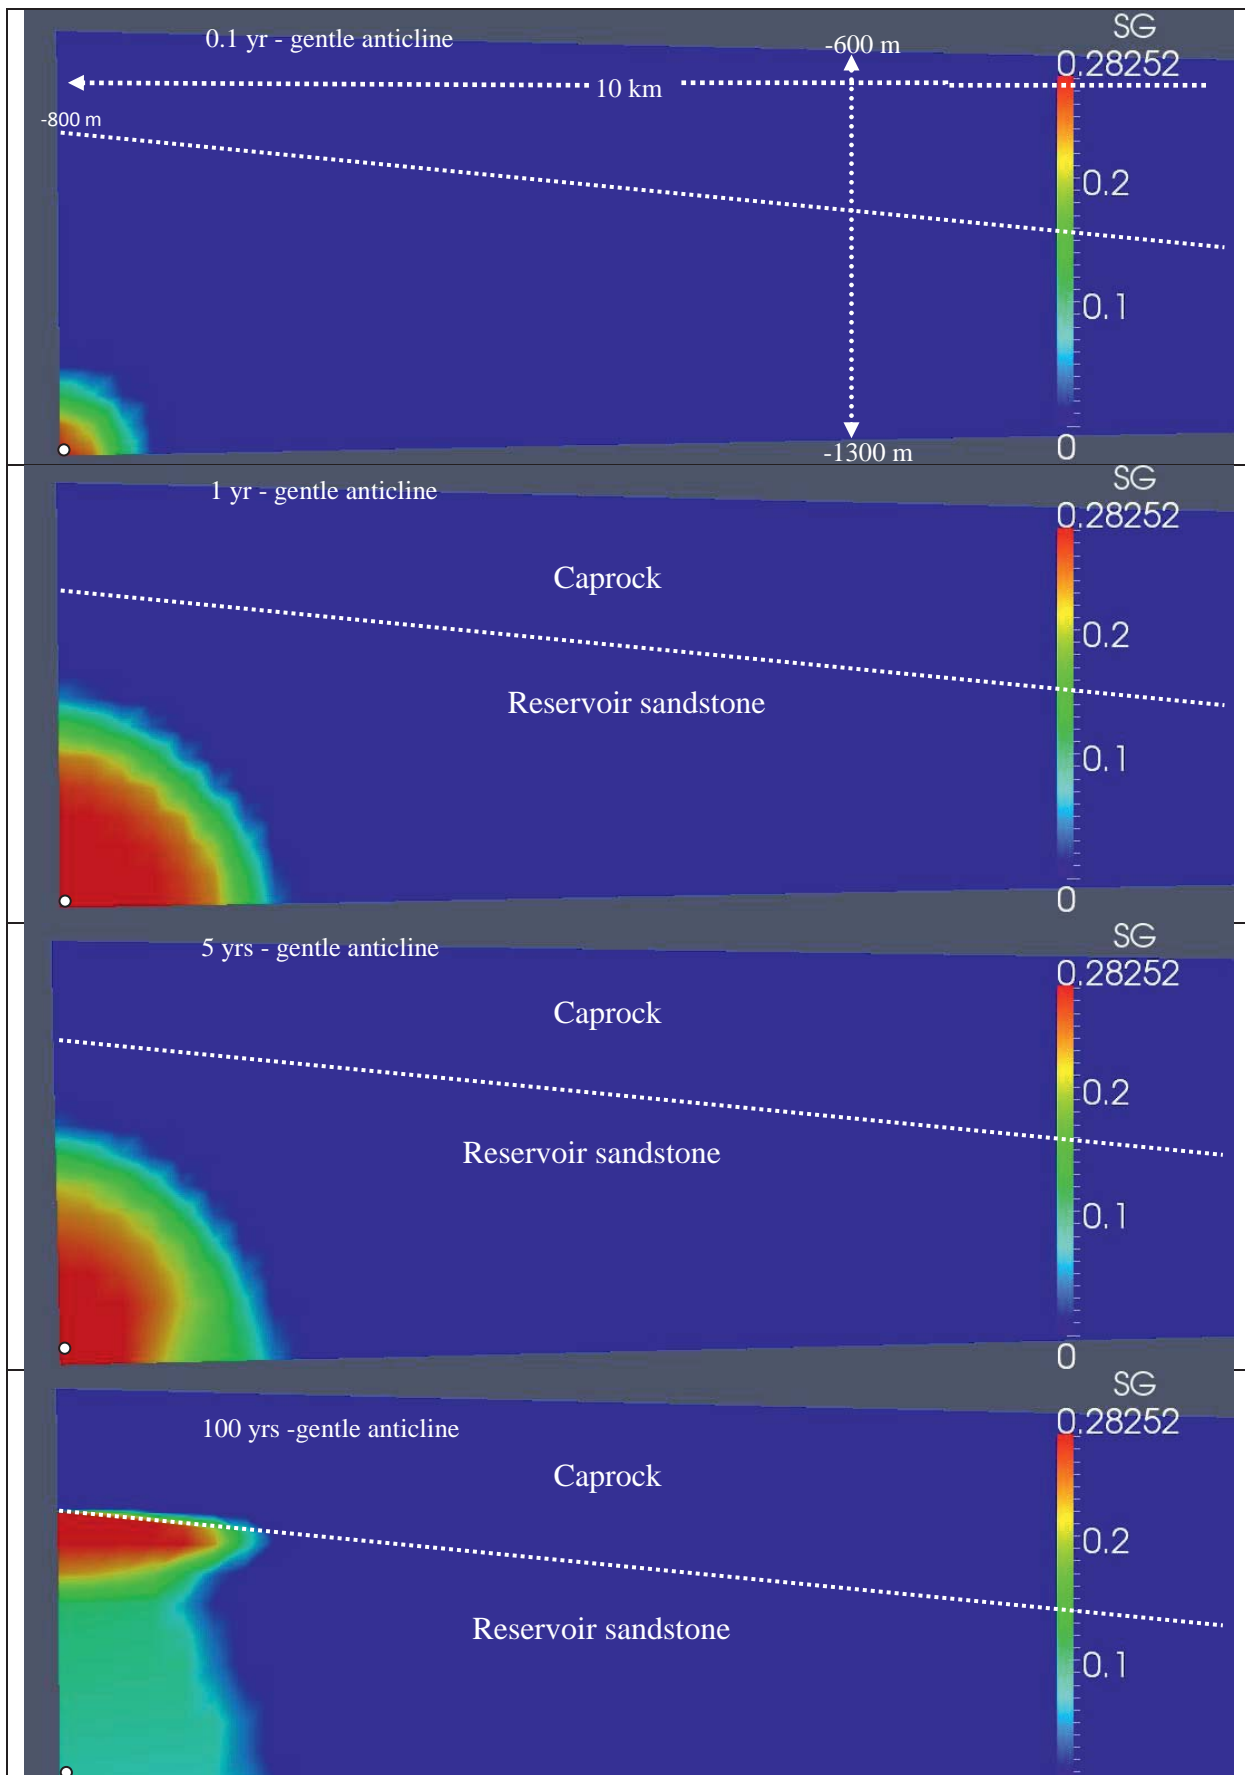 0.1 yr - gentle anticline
-600 m
SG
0.28252
10 km
-800 m
0.2
0.1
0
-1300 m
1 yr - gentle anticline
SG
0.28252
Caprock
0.2
Reservoir sandstone
0.1
0
5 yrs - gentle anticline
SG
0.28252
Caprock
0.2
Reservoir sandstone
0.1
0
100 yrs -gentle anticline
SG
0.28252
Caprock
0.2
Reservoir sandstone
0.1